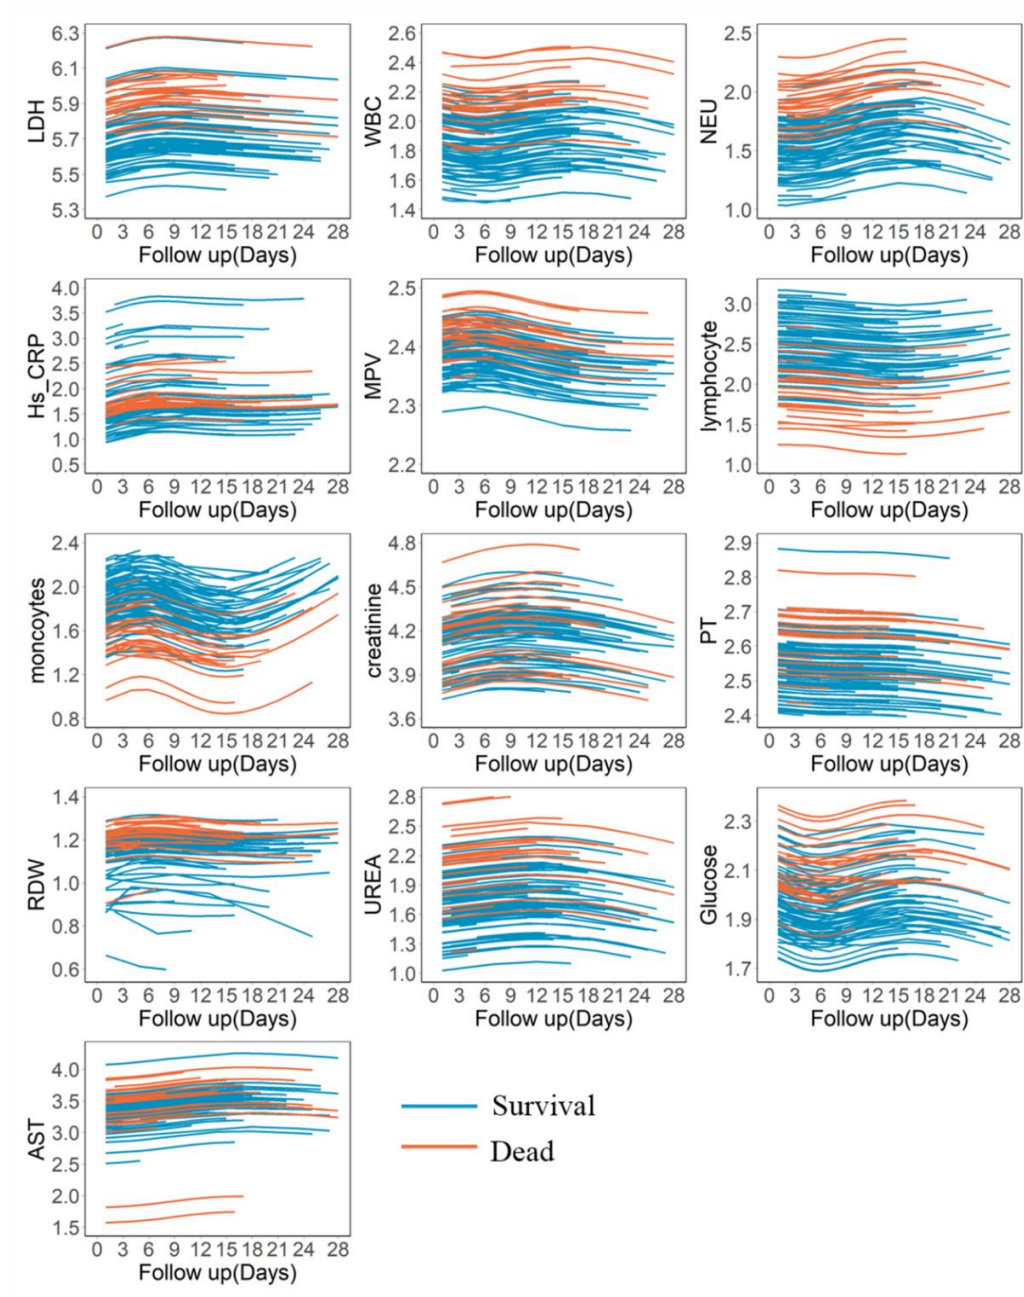 LDH
6.3
6.1
5.9
5.7
5.5
5.3
0 3 6 9 12 15 18 21 24 28
Follow up(Days)
WBC
2.6
2.4
2.2
2.0
1.8
1.6
1.4
0 3 6 9 12 15 18 21 24 28
Follow up(Days)
NEU
2.5
2.0
1.5
1.0
0 3 6 9 12 15 18 21 24 28
Follow up(Days)
Hs_CRP
4.0
3.5
3.0
2.5
2.0
1.5
1.0
0.5
0 3 6 9 12 15 18 21 24 28
Follow up(Days)
MPV
2.5
2.4
2.3
2.2
0 3 6 9 12 15 18 21 24 28
Follow up(Days)
lymphocyte
3.0
2.5
2.0
1.5
1.0
0 3 6 9 12 15 18 21 24 28
Follow up(Days)
moncoytes
2.4
2.0
1.6
1.2
0.8
0 3 6 9 12 15 18 21 24 28
Follow up(Days)
creatinine
4.8
4.5
4.2
3.9
3.6
0 3 6 9 12 15 18 21 24 28
Follow up(Days)
PT
2.9
2.8
2.7
2.6
2.5
2.4
0 3 6 9 12 15 18 21 24 28
Follow up(Days)
RDW
1.4
1.2
1.0
0.8
0.6
0 3 6 9 12 15 18 21 24 28
Follow up(Days)
UREA
2.8
2.5
2.2
1.9
1.6
1.3
1.0
0 3 6 9 12 15 18 21 24 28
Follow up(Days)
Glucose
2.3
2.1
1.9
1.7
0 3 6 9 12 15 18 21 24 28
Follow up(Days)
AST
4.0
3.5
3.0
2.5
2.0
1.5
0 3 6 9 12 15 18 21 24 28
Follow up(Days)
Survival
Dead